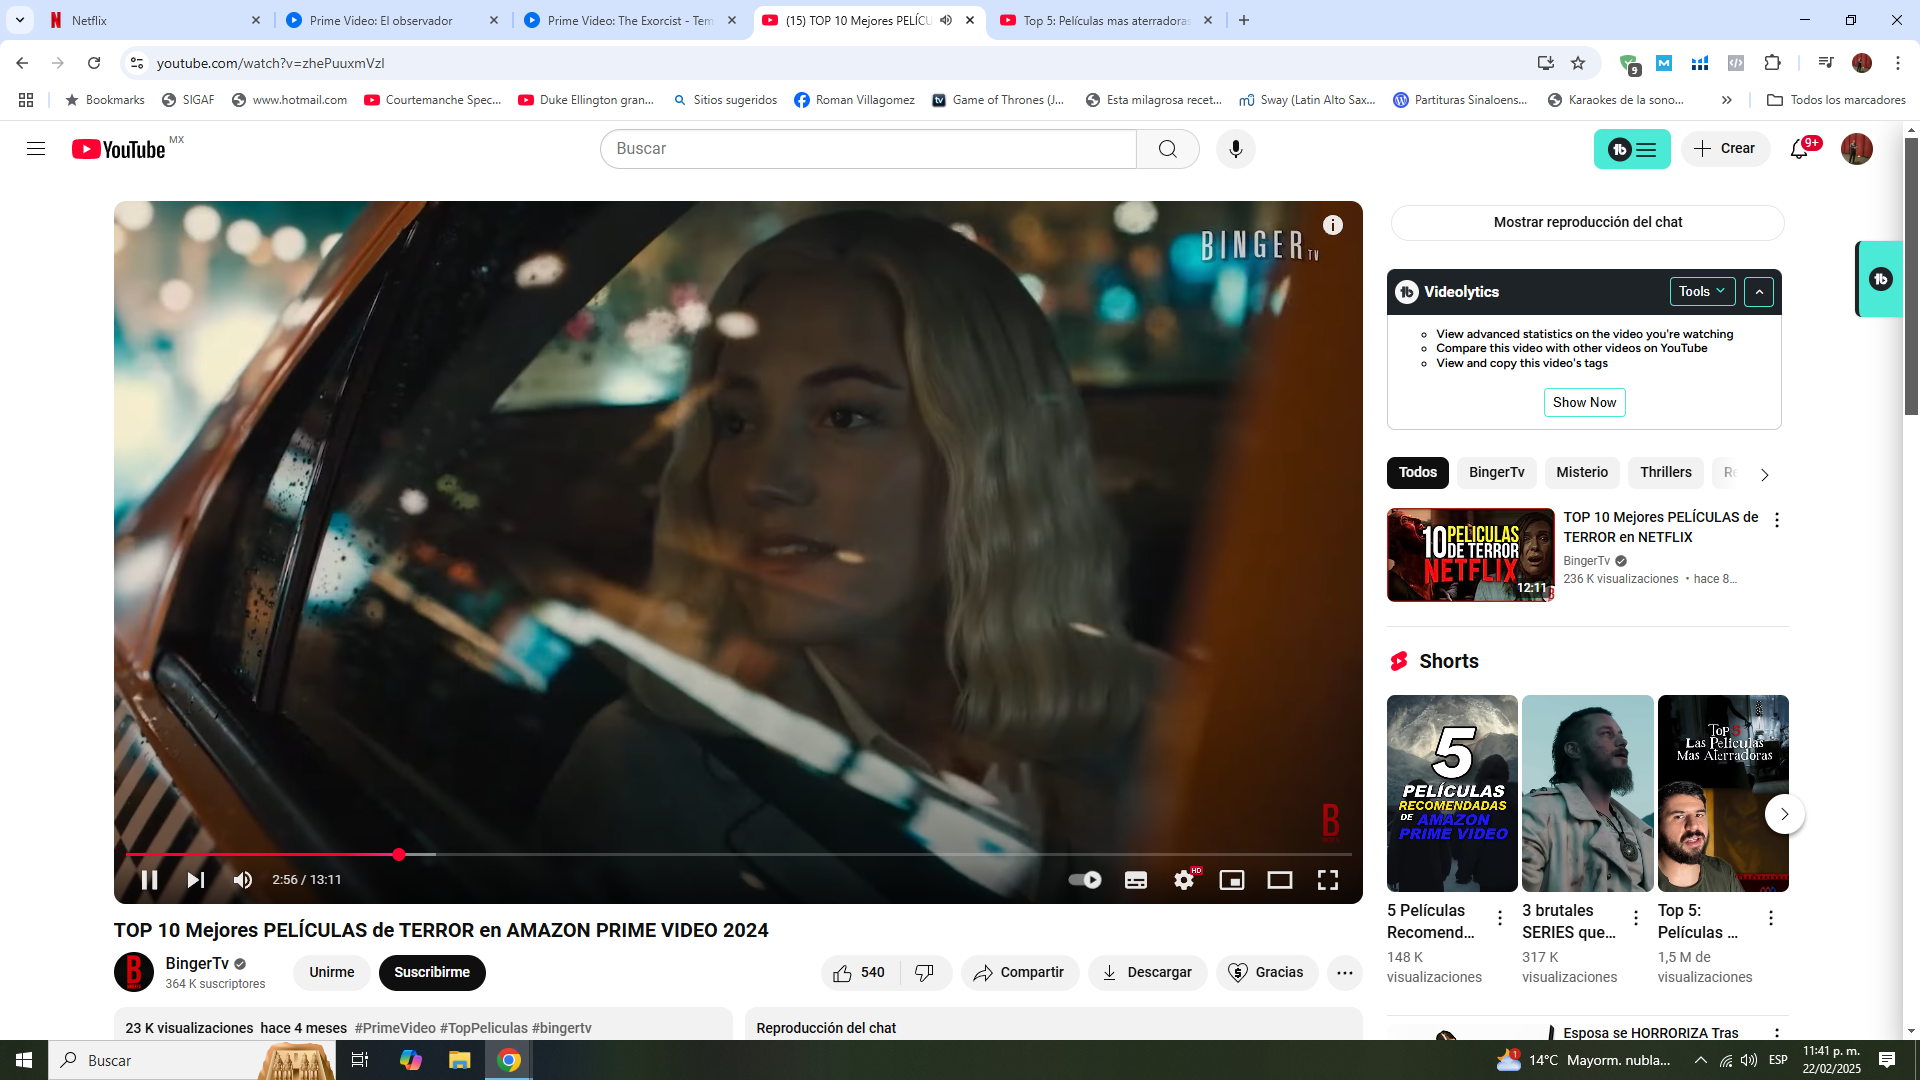 Netflix
Prime Video: El observador
Prime Video: The Exorcist - Tem
(15) TOP 10 Mejores PELÍCU
Top 5: Películas mas aterradoras
youtube.com/watch?v=zhePuuxmVzI
9
Bookmarks
SIGAF
www.hotmail.com
Courtemanche Spec...
Duke Ellington gran...
Sitios sugeridos
Roman Villagomez
Game of Thrones (J...
Esta milagrosa recet...
Sway (Latin Alto Sax...
Partituras Sinaloens...
Karaokes de la sono...
Todos los marcadores
YouTube MX
Buscar
Crear
9+
BINGER TV
B
2:56 / 13:11
HD
TOP 10 Mejores PELÍCULAS de TERROR en AMAZON PRIME VIDEO 2024
BingerTv
364 K suscriptores
Unirme
Suscribirme
540
Compartir
Descargar
Gracias
23 K visualizaciones hace 4 meses #PrimeVideo #TopPeliculas #bingertv
Reproducción del chat
Mostrar reproducción del chat
Videolytics
Tools
View advanced statistics on the video you're watching
Compare this video with other videos on YouTube
View and copy this video's tags
Show Now
Todos
BingerTv
Misterio
Thrillers
Re
10 PELICULAS
DE TERROR
NETFLIX
12:11
TOP 10 Mejores PELÍCULAS de
TERROR en NETFLIX
BingerTv
236 K visualizaciones • hace 8...
Shorts
5
PELÍCULAS
RECOMENDADAS
DE AMAZON
PRIME VIDEO
Top 5
Las Peliculas
Mas Aterradoras
5 Películas
Recomend...
148 K
visualizaciones
3 brutales
SERIES que...
317 K
visualizaciones
Top 5:
Películas ...
1,5 M de
visualizaciones
Esposa se HORRORIZA Tras
Buscar
1
14°C Mayorm. nubla...
ESP
11:41 p. m.
22/02/2025